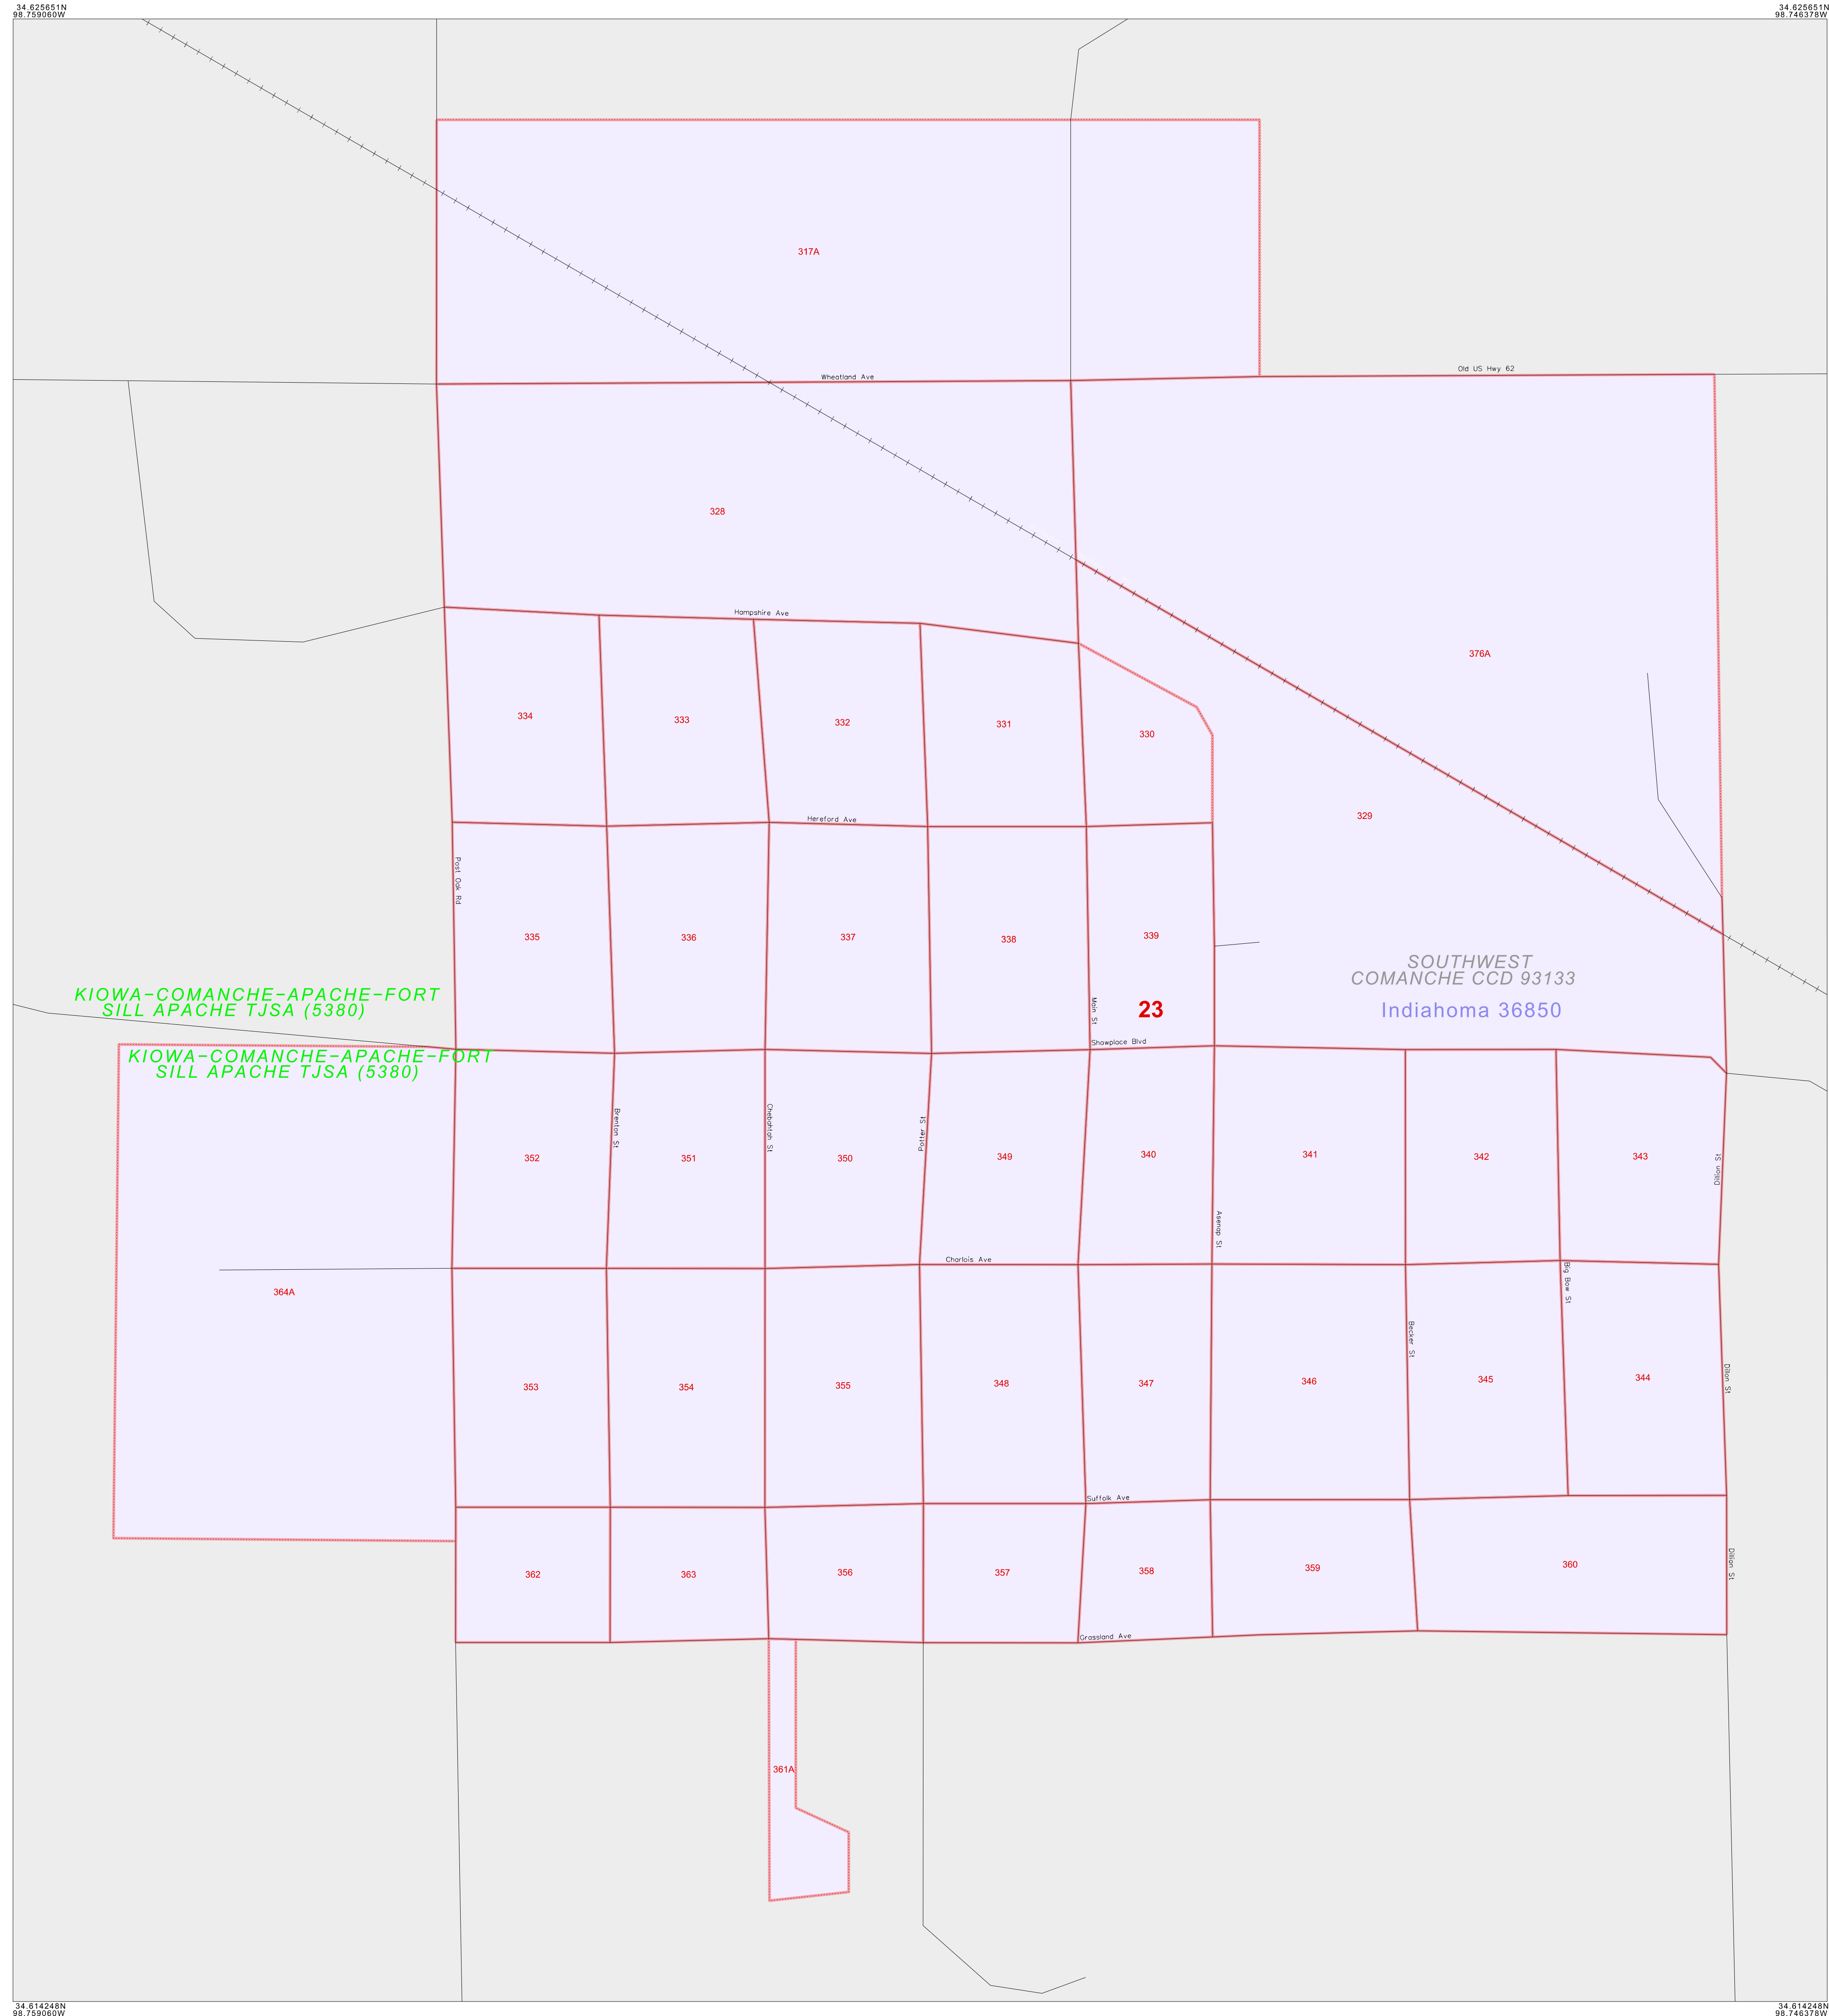 34.625651N
98.759060W
34.625651N
98.746378W
317A
Wheatland Ave
Old US Hwy 62
328
Hampshire Ave
376A
334
333
332
331
330
329
Hereford Ave
Post Oak Rd
335
336
337
338
339
SOUTHWEST
COMANCHE CCD 93133
Indiahoma 36850
KIOWA-COMANCHE-APACHE-FORT
SILL APACHE TJSA (5380)
Main St
23
Showplace Blvd
KIOWA-COMANCHE-APACHE-FORT
SILL APACHE TJSA (5380)
Brenton St
Chebahtah St
Potter St
352
351
350
349
340
341
342
343
Dillon St
Asenap St
Charlois Ave
Big Bow St
364A
Becker St
353
354
355
348
347
346
345
344
Dillon St
Suffolk Ave
362
363
356
357
358
359
360
Dillon St
Grassland Ave
361A
34.614248N
98.759060W
34.614248N
98.746378W